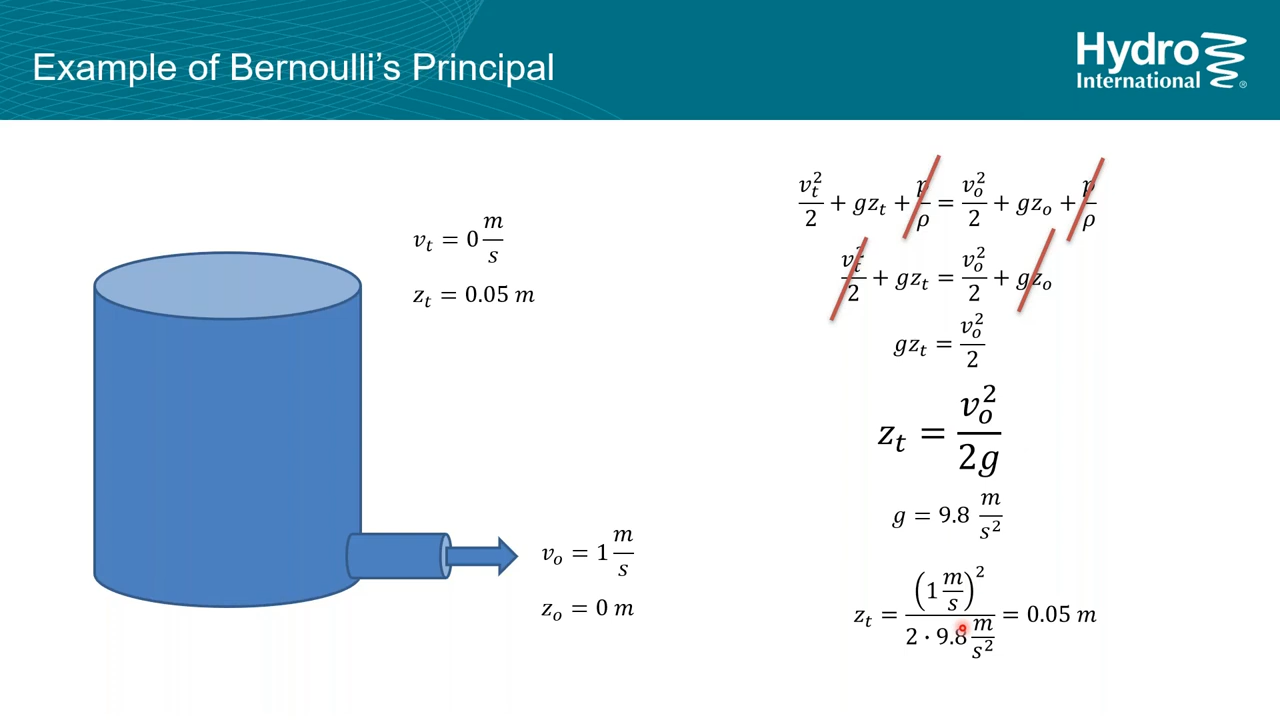 Example of Bernoulli's Principal
Hydro
International
®
v_t = 0 m/s
z_t = 0.05 m
v_o = 1 m/s
z_o = 0 m
v_t²/2 + gz_t + p/ρ = v_o²/2 + gz_o + p/ρ
v_t²/2 + gz_t = v_o²/2 + gz_o
gz_t = v_o²/2
z_t = v_o²/2g
g = 9.8 m/s²
z_t = (1 m/s)²/2 · 9.8 m/s² = 0.05 m